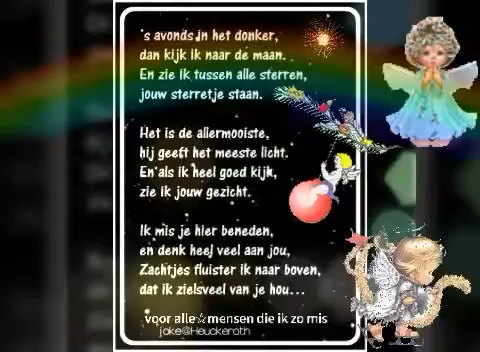 's avonds in het donker,
dan kijk ik naar de maan.
En zie ik tussen alle sterren,
jouw sterretje staan.
Het is de allermooiste,
hij geeft het meeste licht.
En als ik heel goed kijk,
zie ik jouw gezicht.
Ik mis je hier beneden,
en denk heel veel aan jou,
Zachtjes fluister ik naar boven,
dat ik zielsveel van je hou...
voor alle☆mensen die ik zo mis
joke@Heuckeroth